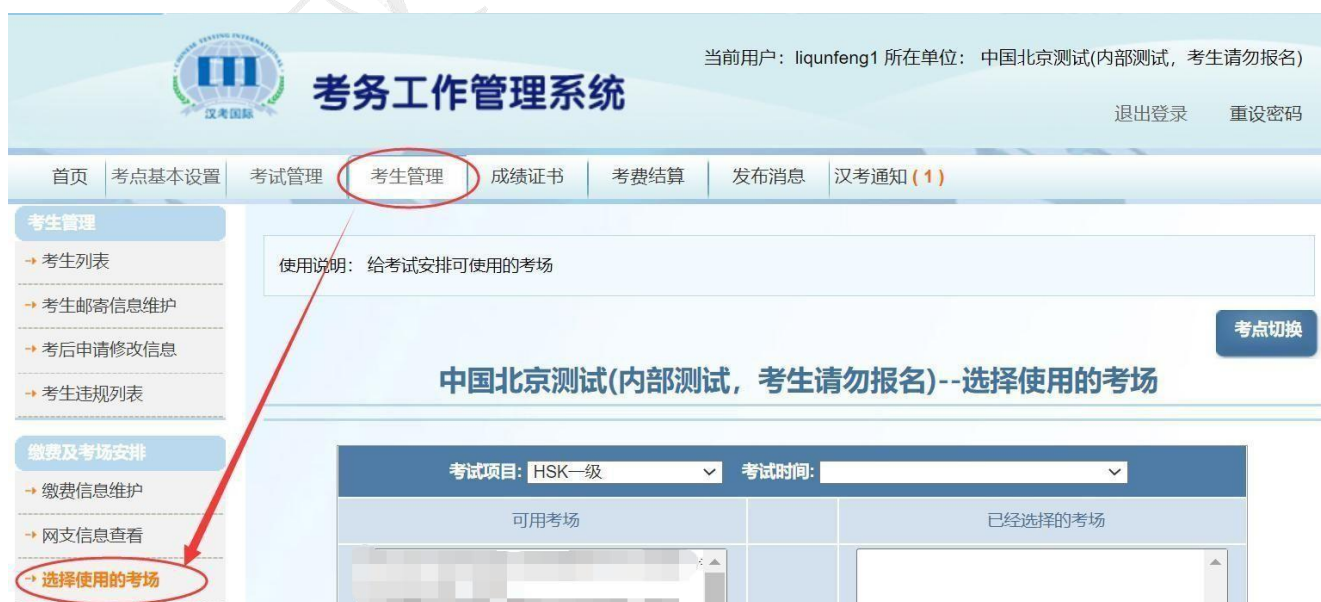 当前用户：liqunfeng1 所在单位： 中国北京测试(内部测试，考生请勿报名)
汉考国际
考务工作管理系统
退出登录 重设密码
首页 考点基本设置 考试管理 考生管理 成绩证书 考费结算 发布消息 汉考通知 ( 1 )
考生管理
考生列表
使用说明： 给考试安排可使用的考场
考生邮寄信息维护
考后申请修改信息
考点切换
考生违规列表
中国北京测试(内部测试，考生请勿报名)--选择使用的考场
缴费及考场安排
考试项目: HSK一级 考试时间:
缴费信息维护
可用考场 已经选择的考场
网支信息查看
选择使用的考场